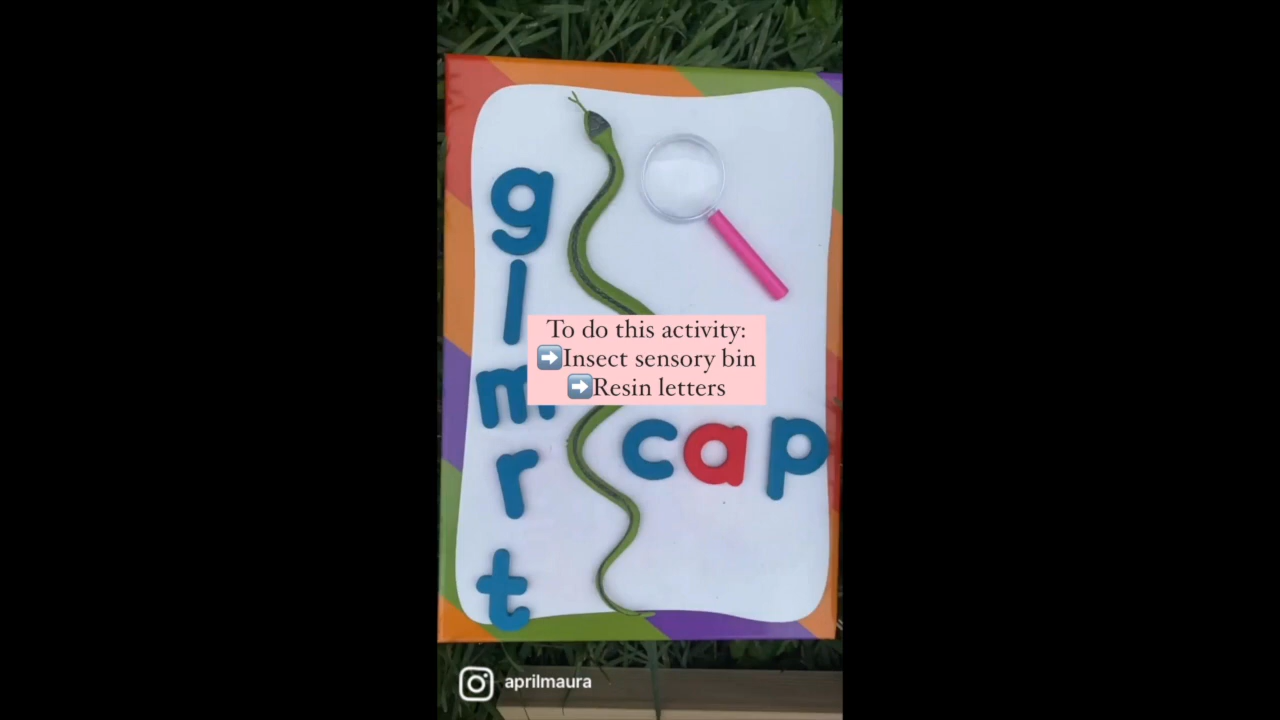 g
l
To do this activity:
➡️Insect sensory bin
➡️Resin letters
m
r
cap
t
aprilmaura